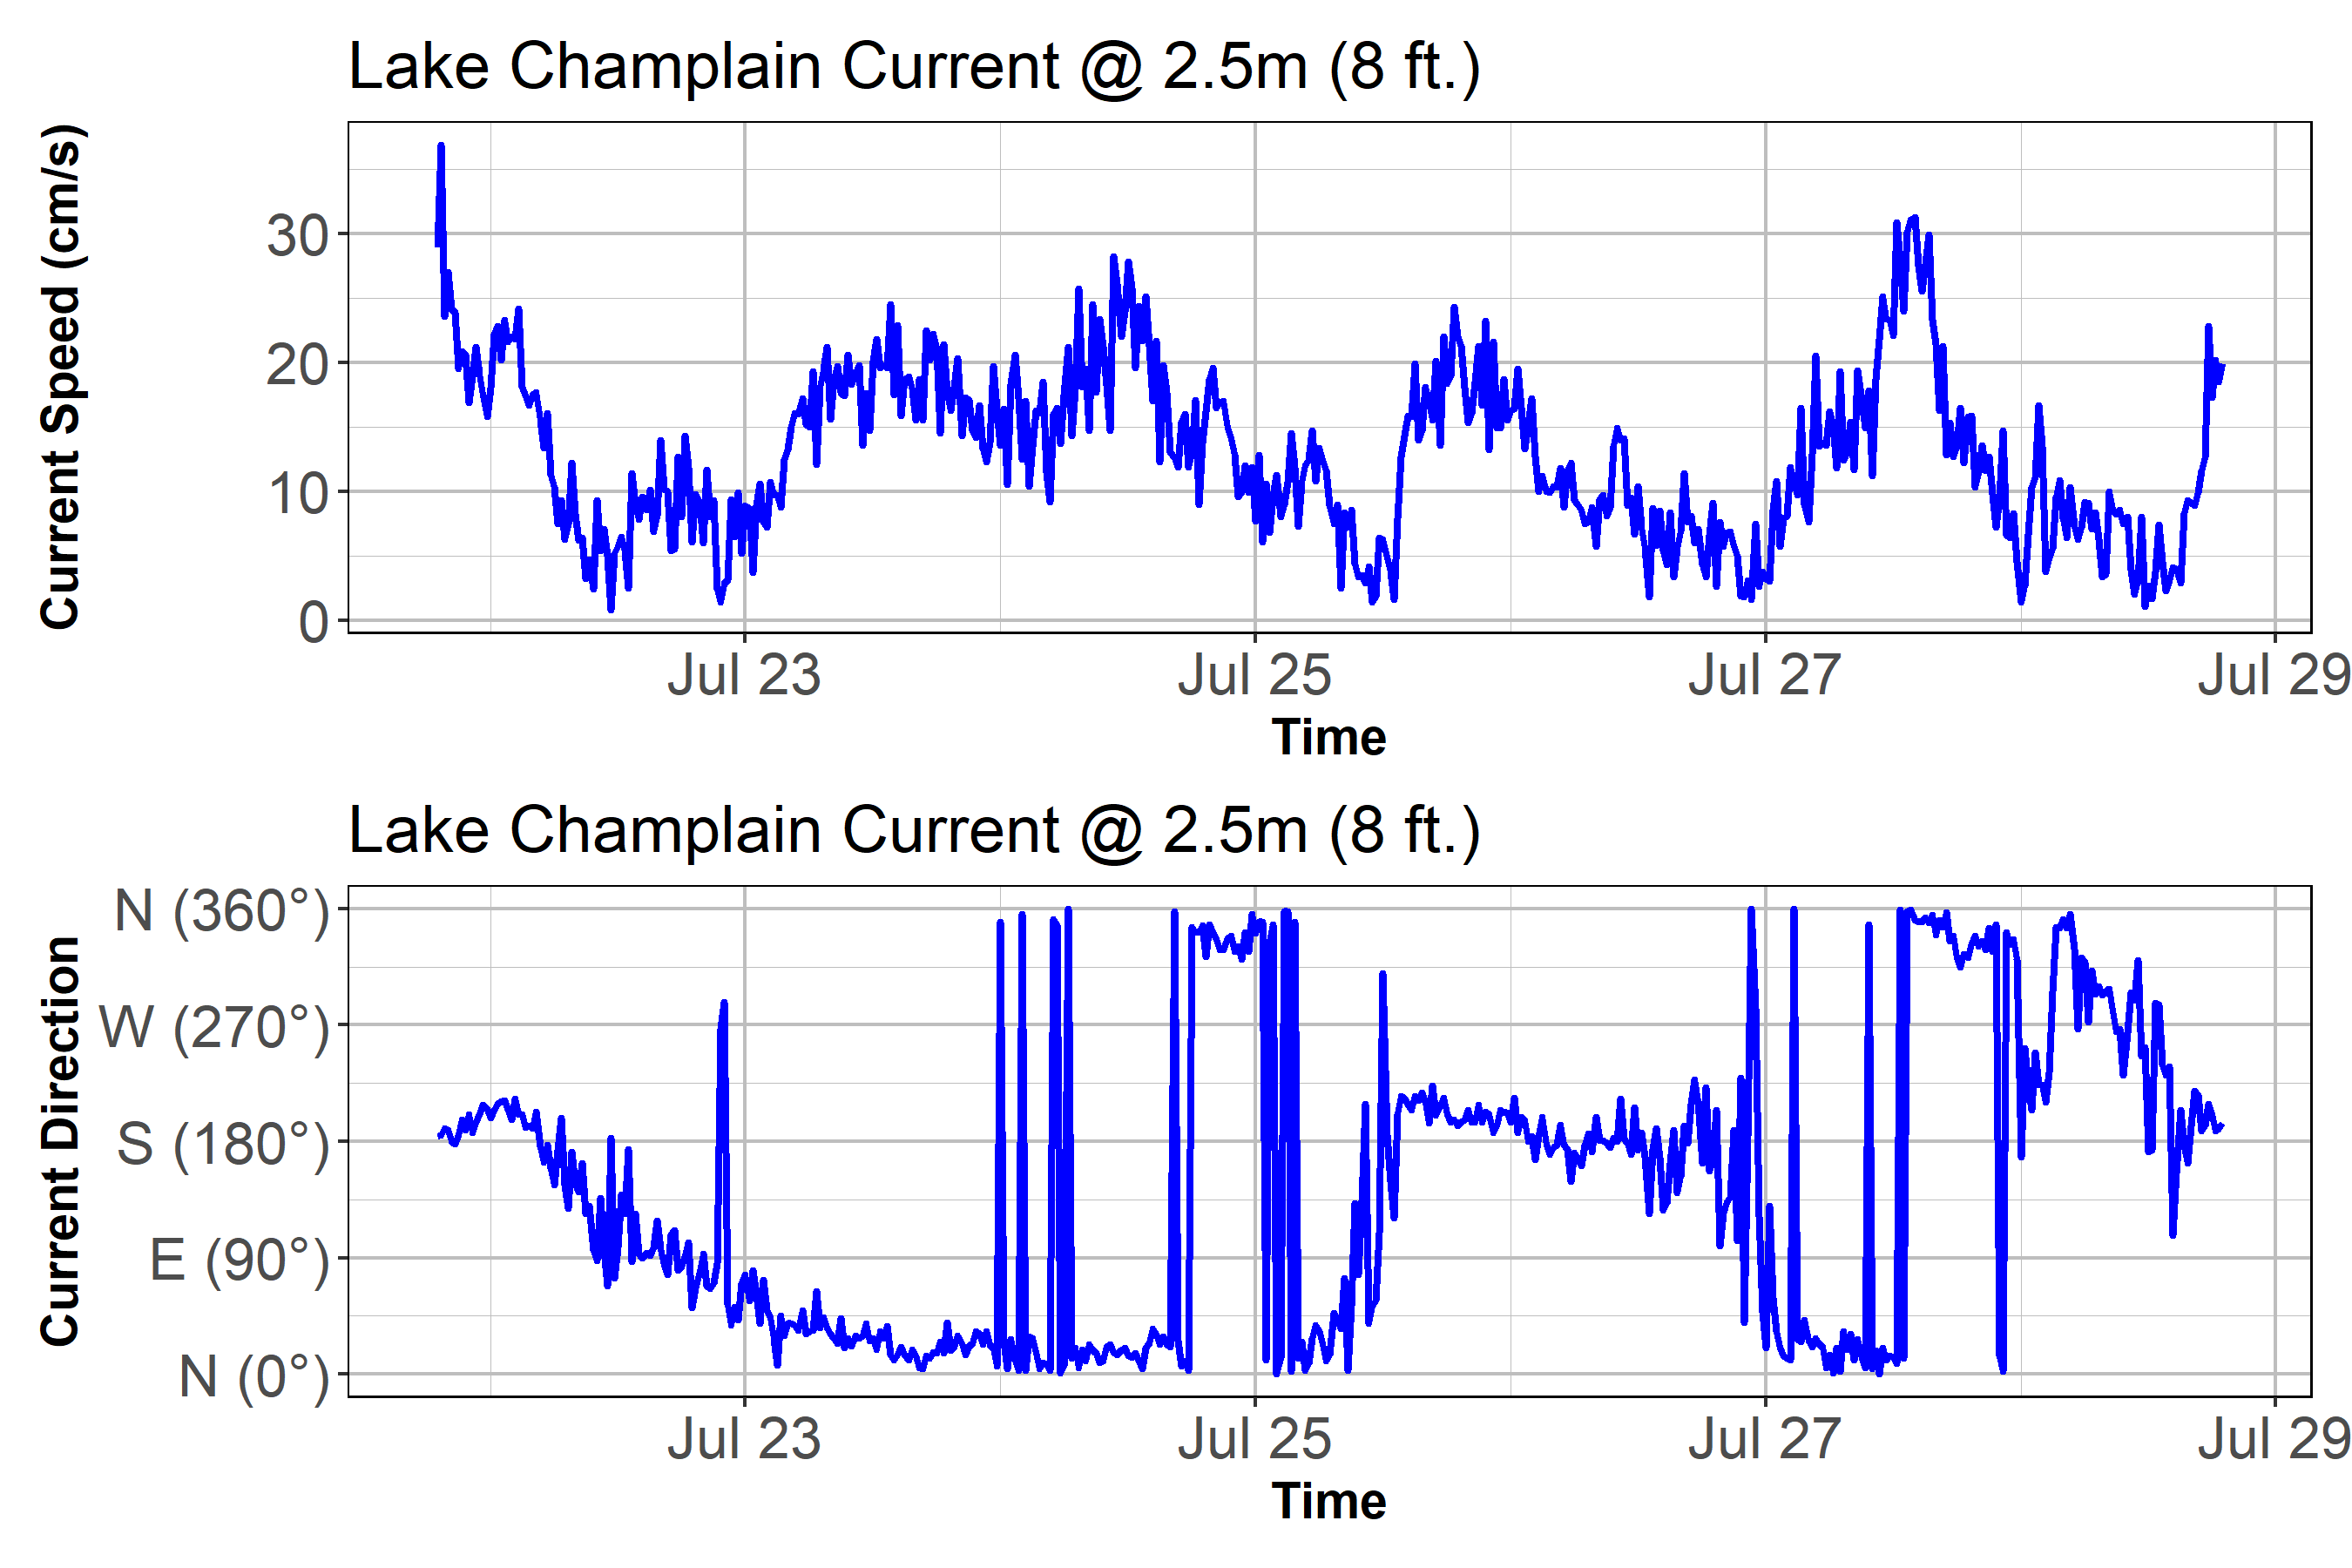 Lake Champlain Current @ 2.5m (8 ft.)
Current Speed (cm/s)
30
20
10
0
Jul 23 Jul 25 Jul 27 Jul 29
Time
Lake Champlain Current @ 2.5m (8 ft.)
Current Direction
N (360°)
W (270°)
S (180°)
E (90°)
N (0°)
Jul 23 Jul 25 Jul 27 Jul 29
Time